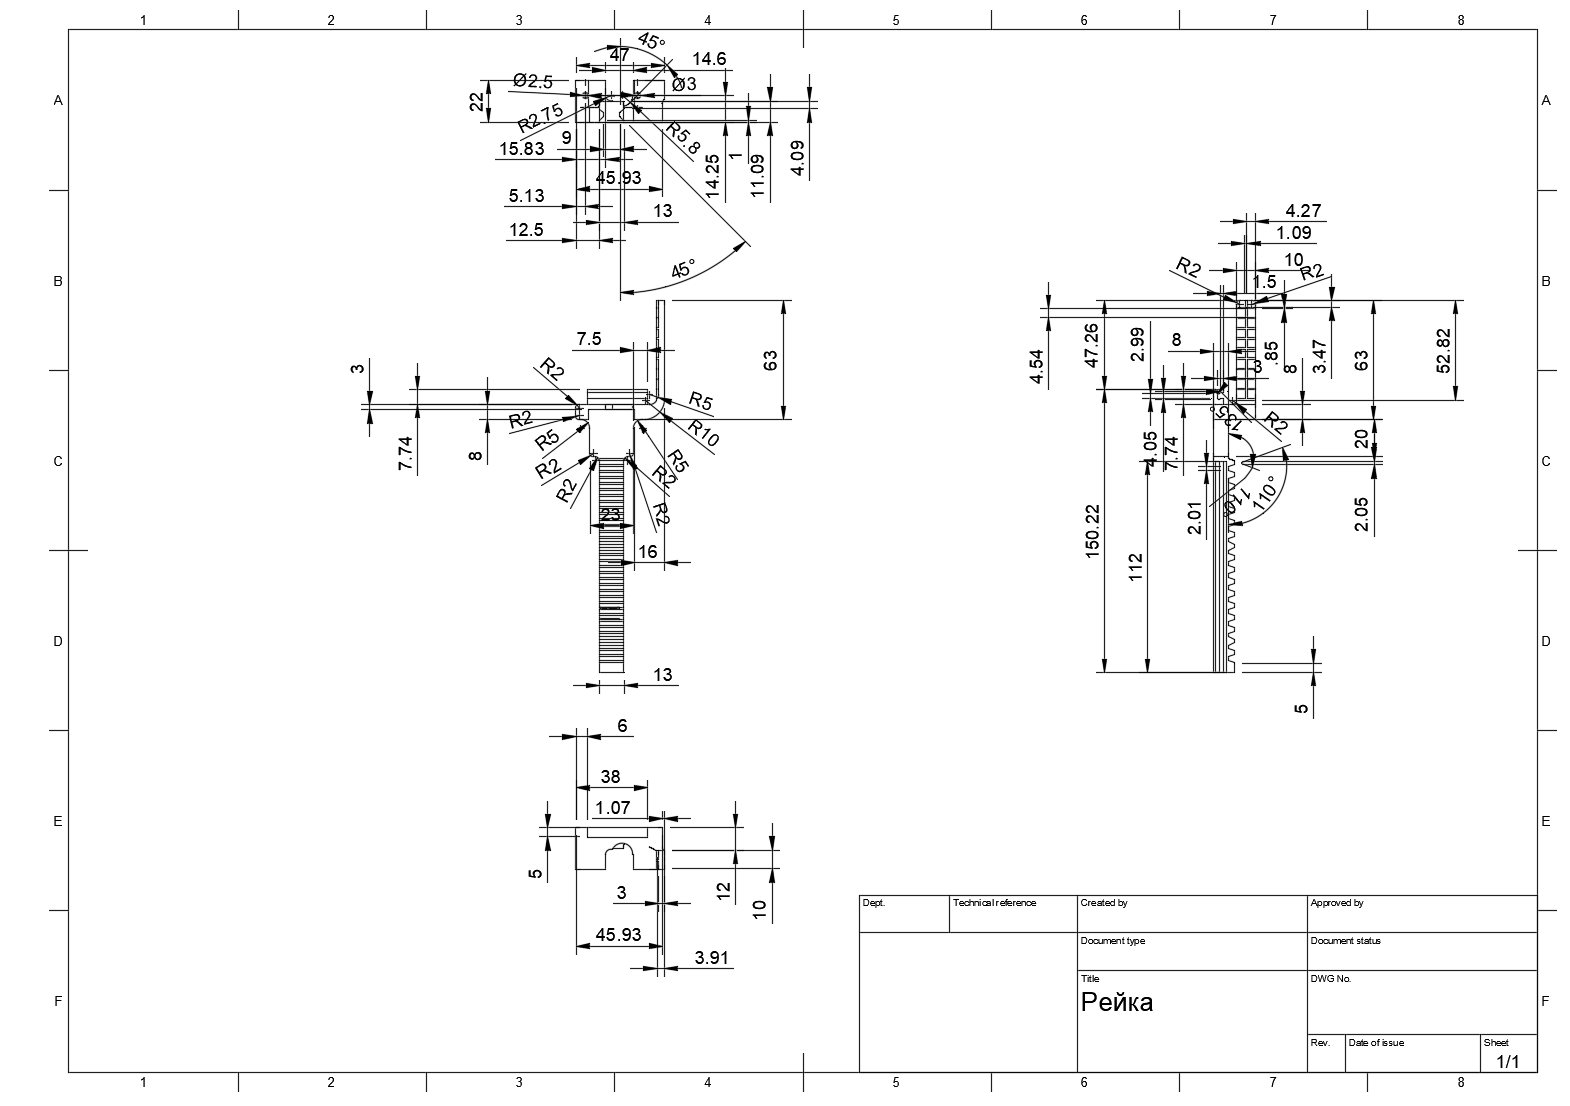 1 2 3 4 5 6 7 8
A A
B B
C C
D D
E E
F F
45°
47
14.6
Ø2.5
Ø3
22
R2.75
R5.8
9
15.83
14.25
1
11.09
4.09
45.93
5.13
13
12.5
45°
4.27
1.09
10
R2
R2
1.5
7.5
63
3
R2
R5
R2
R10
R5
7.74
8
R2
R5
R2
R2
R2
23
16
13
4.54
47.26
2.99
8
.85
3
8
3.47
63
52.82
135°
R2
4.05
7.74
20
110°
110°
2.01
2.05
150.22
112
5
6
38
1.07
5
3
12
10
45.93
3.91
Dept.
Technical reference
Created by
Approved by
Document type
Document status
Title
DWG No.
Рейка
Rev.
Date of issue
Sheet
1/1
1 2 3 4 5 6 7 8